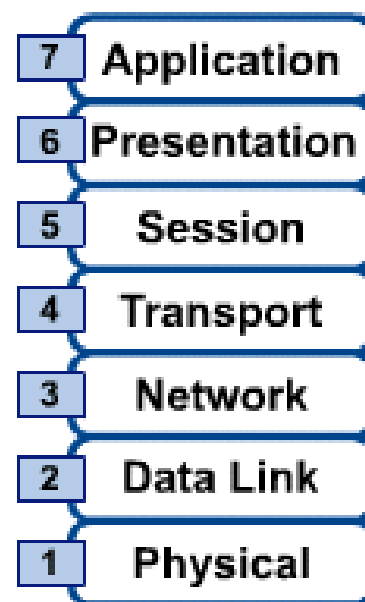 7 Application
6 Presentation
5 Session
4 Transport
3 Network
2 Data Link
1 Physical